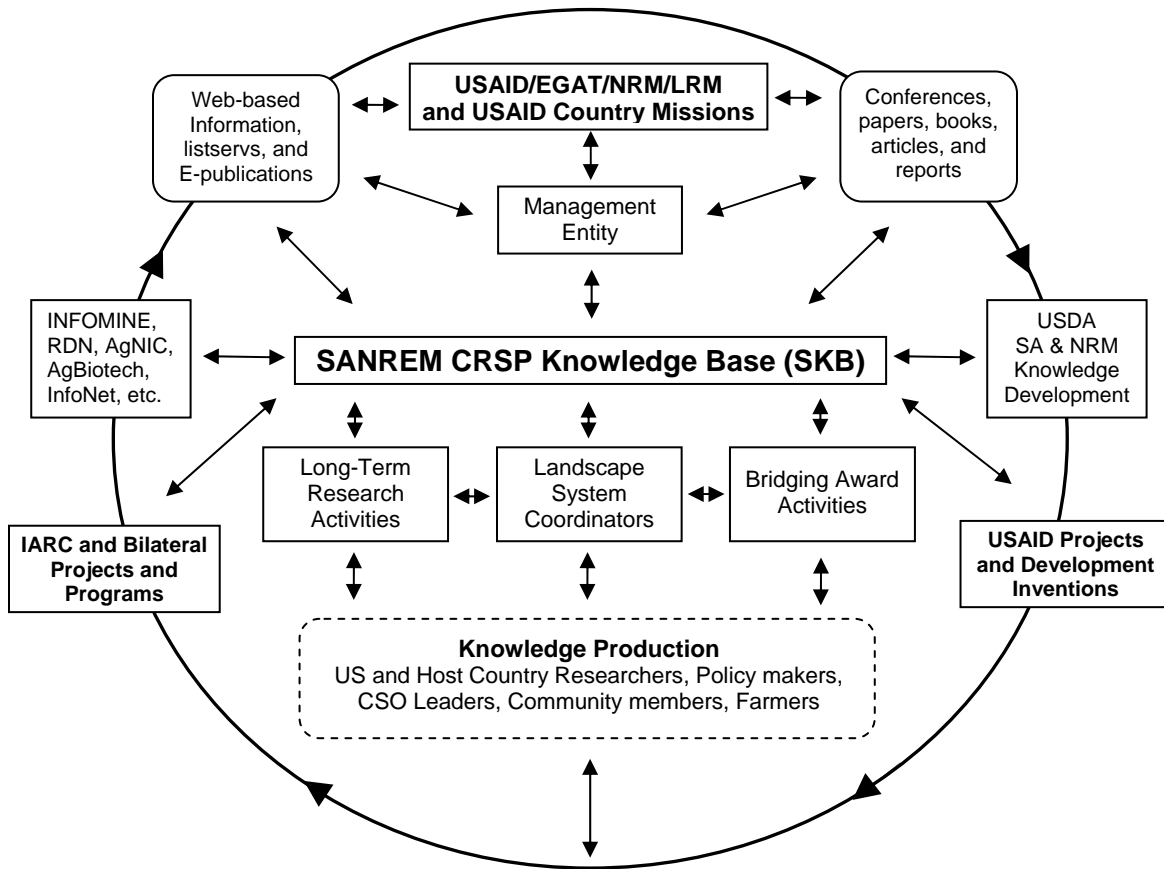 USAID/EGAT/NRM/LRM
and USAID Country Missions
Web-based
Information,
listservs, and
E-publications
Conferences,
papers, books,
articles, and
reports
Management
Entity
INFOMINE,
RDN, AgNIC,
AgBiotech,
InfoNet, etc.
SANREM CRSP Knowledge Base (SKB)
USDA
SA & NRM
Knowledge
Development
Long-Term
Research
Activities
Landscape
System
Coordinators
Bridging Award
Activities
IARC and Bilateral
Projects and
Programs
USAID Projects
and Development
Inventions
Knowledge Production
US and Host Country Researchers, Policy makers,
CSO Leaders, Community members, Farmers